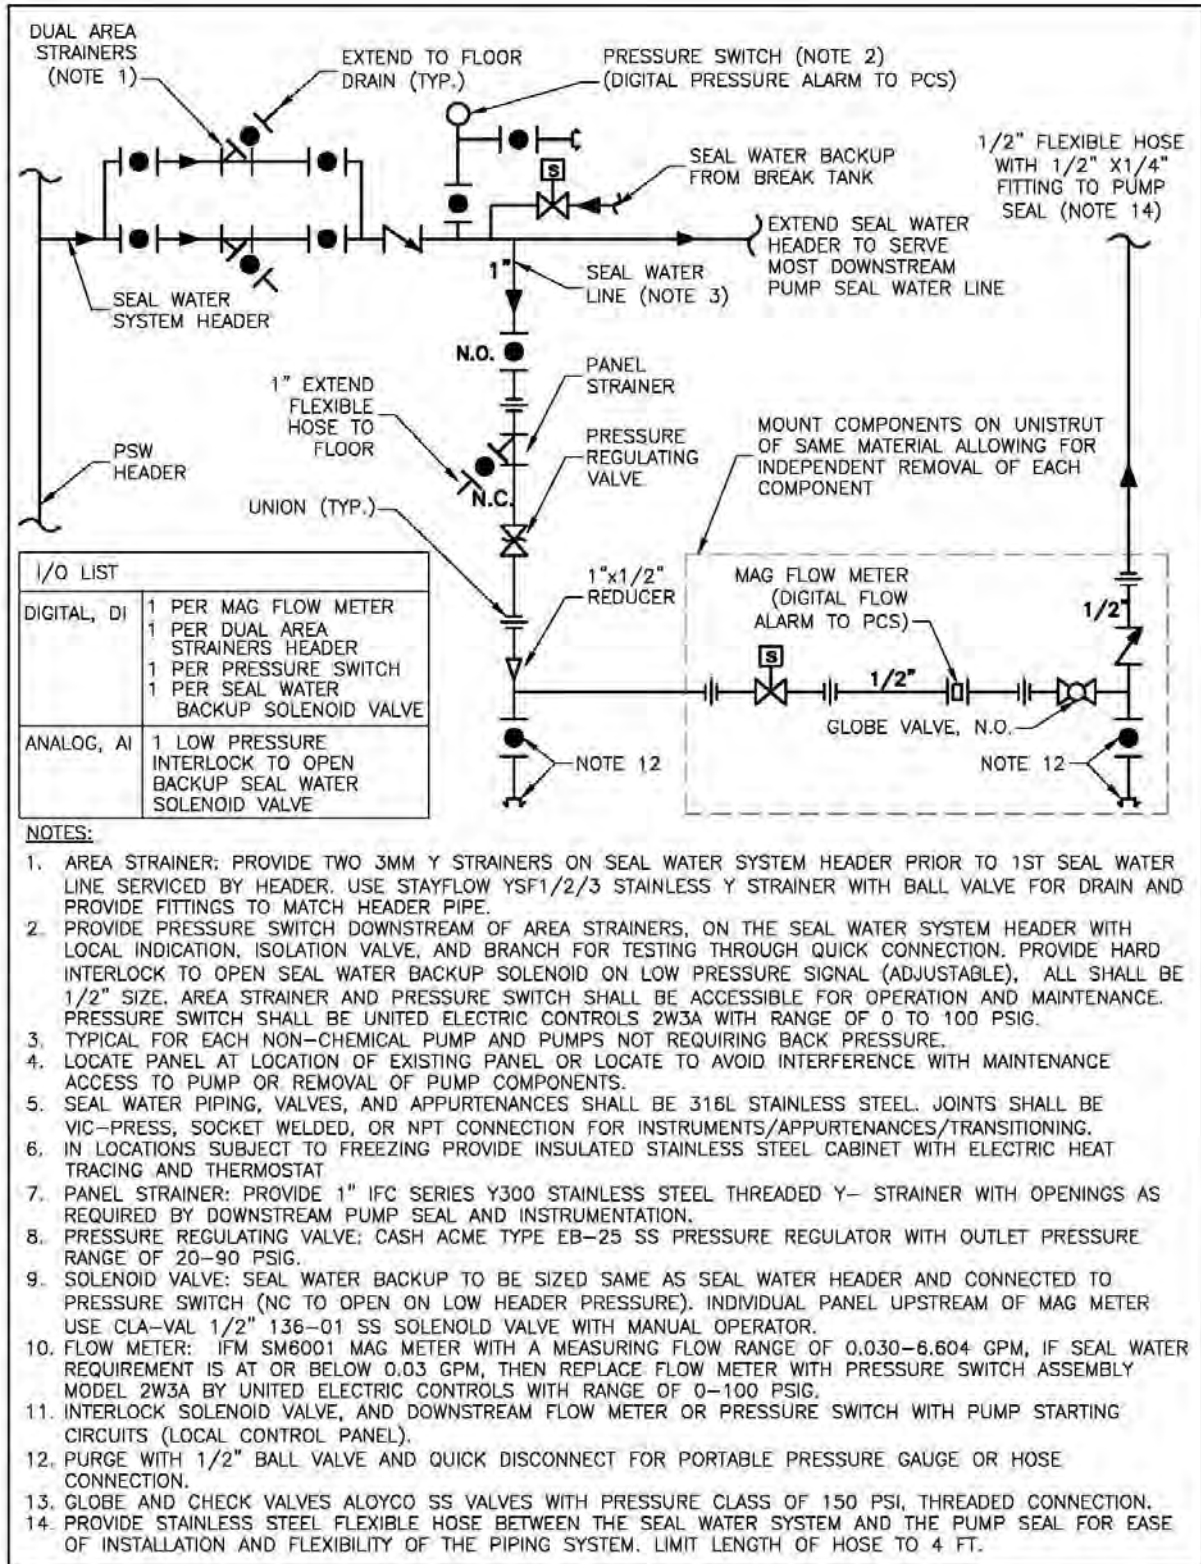 DUAL AREA
STRAINERS
(NOTE 1)
EXTEND TO FLOOR
DRAIN (TYP.)
PRESSURE SWITCH (NOTE 2)
(DIGITAL PRESSURE ALARM TO PCS)
S
SEAL WATER BACKUP
FROM BREAK TANK
1/2" FLEXIBLE HOSE
WITH 1/2" X1/4"
FITTING TO PUMP
SEAL (NOTE 14)
EXTEND SEAL WATER
HEADER TO SERVE
MOST DOWNSTREAM
PUMP SEAL WATER LINE
SEAL WATER
SYSTEM HEADER
1"
SEAL WATER
LINE (NOTE 3)
N.O.
PANEL
STRAINER
1" EXTEND
FLEXIBLE
HOSE TO
FLOOR
N.C.
PRESSURE
REGULATING
VALVE
PSW
HEADER
UNION (TYP.)
MOUNT COMPONENTS ON UNISTRUT
OF SAME MATERIAL ALLOWING FOR
INDEPENDENT REMOVAL OF EACH
COMPONENT
1"x1/2"
REDUCER
MAG FLOW METER
(DIGITAL FLOW
ALARM TO PCS)
S
1/2"
1/2"
GLOBE VALVE, N.O.
NOTE 12
NOTE 12
I/O LIST
DIGITAL, DI
1 PER MAG FLOW METER
1 PER DUAL AREA
STRAINERS HEADER
1 PER PRESSURE SWITCH
1 PER SEAL WATER
BACKUP SOLENOID VALVE
ANALOG, AI
1 LOW PRESSURE
INTERLOCK TO OPEN
BACKUP SEAL WATER
SOLENOID VALVE
NOTES:
1. AREA STRAINER: PROVIDE TWO 3MM Y STRAINERS ON SEAL WATER SYSTEM HEADER PRIOR TO 1ST SEAL WATER
LINE SERVICED BY HEADER. USE STAYFLOW YSF1/2/3 STAINLESS Y STRAINER WITH BALL VALVE FOR DRAIN AND
PROVIDE FITTINGS TO MATCH HEADER PIPE.
2. PROVIDE PRESSURE SWITCH DOWNSTREAM OF AREA STRAINERS, ON THE SEAL WATER SYSTEM HEADER WITH
LOCAL INDICATION, ISOLATION VALVE, AND BRANCH FOR TESTING THROUGH QUICK CONNECTION. PROVIDE HARD
INTERLOCK TO OPEN SEAL WATER BACKUP SOLENOID ON LOW PRESSURE SIGNAL (ADJUSTABLE), ALL SHALL BE
1/2" SIZE. AREA STRAINER AND PRESSURE SWITCH SHALL BE ACCESSIBLE FOR OPERATION AND MAINTENANCE.
PRESSURE SWITCH SHALL BE UNITED ELECTRIC CONTROLS 2W3A WITH RANGE OF 0 TO 100 PSIG.
3. TYPICAL FOR EACH NON-CHEMICAL PUMP AND PUMPS NOT REQUIRING BACK PRESSURE.
4. LOCATE PANEL AT LOCATION OF EXISTING PANEL OR LOCATE TO AVOID INTERFERENCE WITH MAINTENANCE
ACCESS TO PUMP OR REMOVAL OF PUMP COMPONENTS.
5. SEAL WATER PIPING, VALVES, AND APPURTENANCES SHALL BE 316L STAINLESS STEEL. JOINTS SHALL BE
VIC-PRESS, SOCKET WELDED, OR NPT CONNECTION FOR INSTRUMENTS/APPURTENANCES/TRANSITIONING.
6. IN LOCATIONS SUBJECT TO FREEZING PROVIDE INSULATED STAINLESS STEEL CABINET WITH ELECTRIC HEAT
TRACING AND THERMOSTAT
7. PANEL STRAINER: PROVIDE 1" IFC SERIES Y300 STAINLESS STEEL THREADED Y- STRAINER WITH OPENINGS AS
REQUIRED BY DOWNSTREAM PUMP SEAL AND INSTRUMENTATION.
8. PRESSURE REGULATING VALVE: CASH ACME TYPE EB-25 SS PRESSURE REGULATOR WITH OUTLET PRESSURE
RANGE OF 20-90 PSIG.
9. SOLENOID VALVE: SEAL WATER BACKUP TO BE SIZED SAME AS SEAL WATER HEADER AND CONNECTED TO
PRESSURE SWITCH (NC TO OPEN ON LOW HEADER PRESSURE). INDIVIDUAL PANEL UPSTREAM OF MAG METER
USE CLA-VAL 1/2" 136-01 SS SOLENOLD VALVE WITH MANUAL OPERATOR.
10. FLOW METER: IFM SM6001 MAG METER WITH A MEASURING FLOW RANGE OF 0.030-6.604 GPM, IF SEAL WATER
REQUIREMENT IS AT OR BELOW 0.03 GPM, THEN REPLACE FLOW METER WITH PRESSURE SWITCH ASSEMBLY
MODEL 2W3A BY UNITED ELECTRIC CONTROLS WITH RANGE OF 0-100 PSIG.
11. INTERLOCK SOLENOID VALVE, AND DOWNSTREAM FLOW METER OR PRESSURE SWITCH WITH PUMP STARTING
CIRCUITS (LOCAL CONTROL PANEL).
12. PURGE WITH 1/2" BALL VALVE AND QUICK DISCONNECT FOR PORTABLE PRESSURE GAUGE OR HOSE
CONNECTION.
13. GLOBE AND CHECK VALVES ALOYCO SS VALVES WITH PRESSURE CLASS OF 150 PSI, THREADED CONNECTION.
14. PROVIDE STAINLESS STEEL FLEXIBLE HOSE BETWEEN THE SEAL WATER SYSTEM AND THE PUMP SEAL FOR EASE
OF INSTALLATION AND FLEXIBILITY OF THE PIPING SYSTEM. LIMIT LENGTH OF HOSE TO 4 FT.